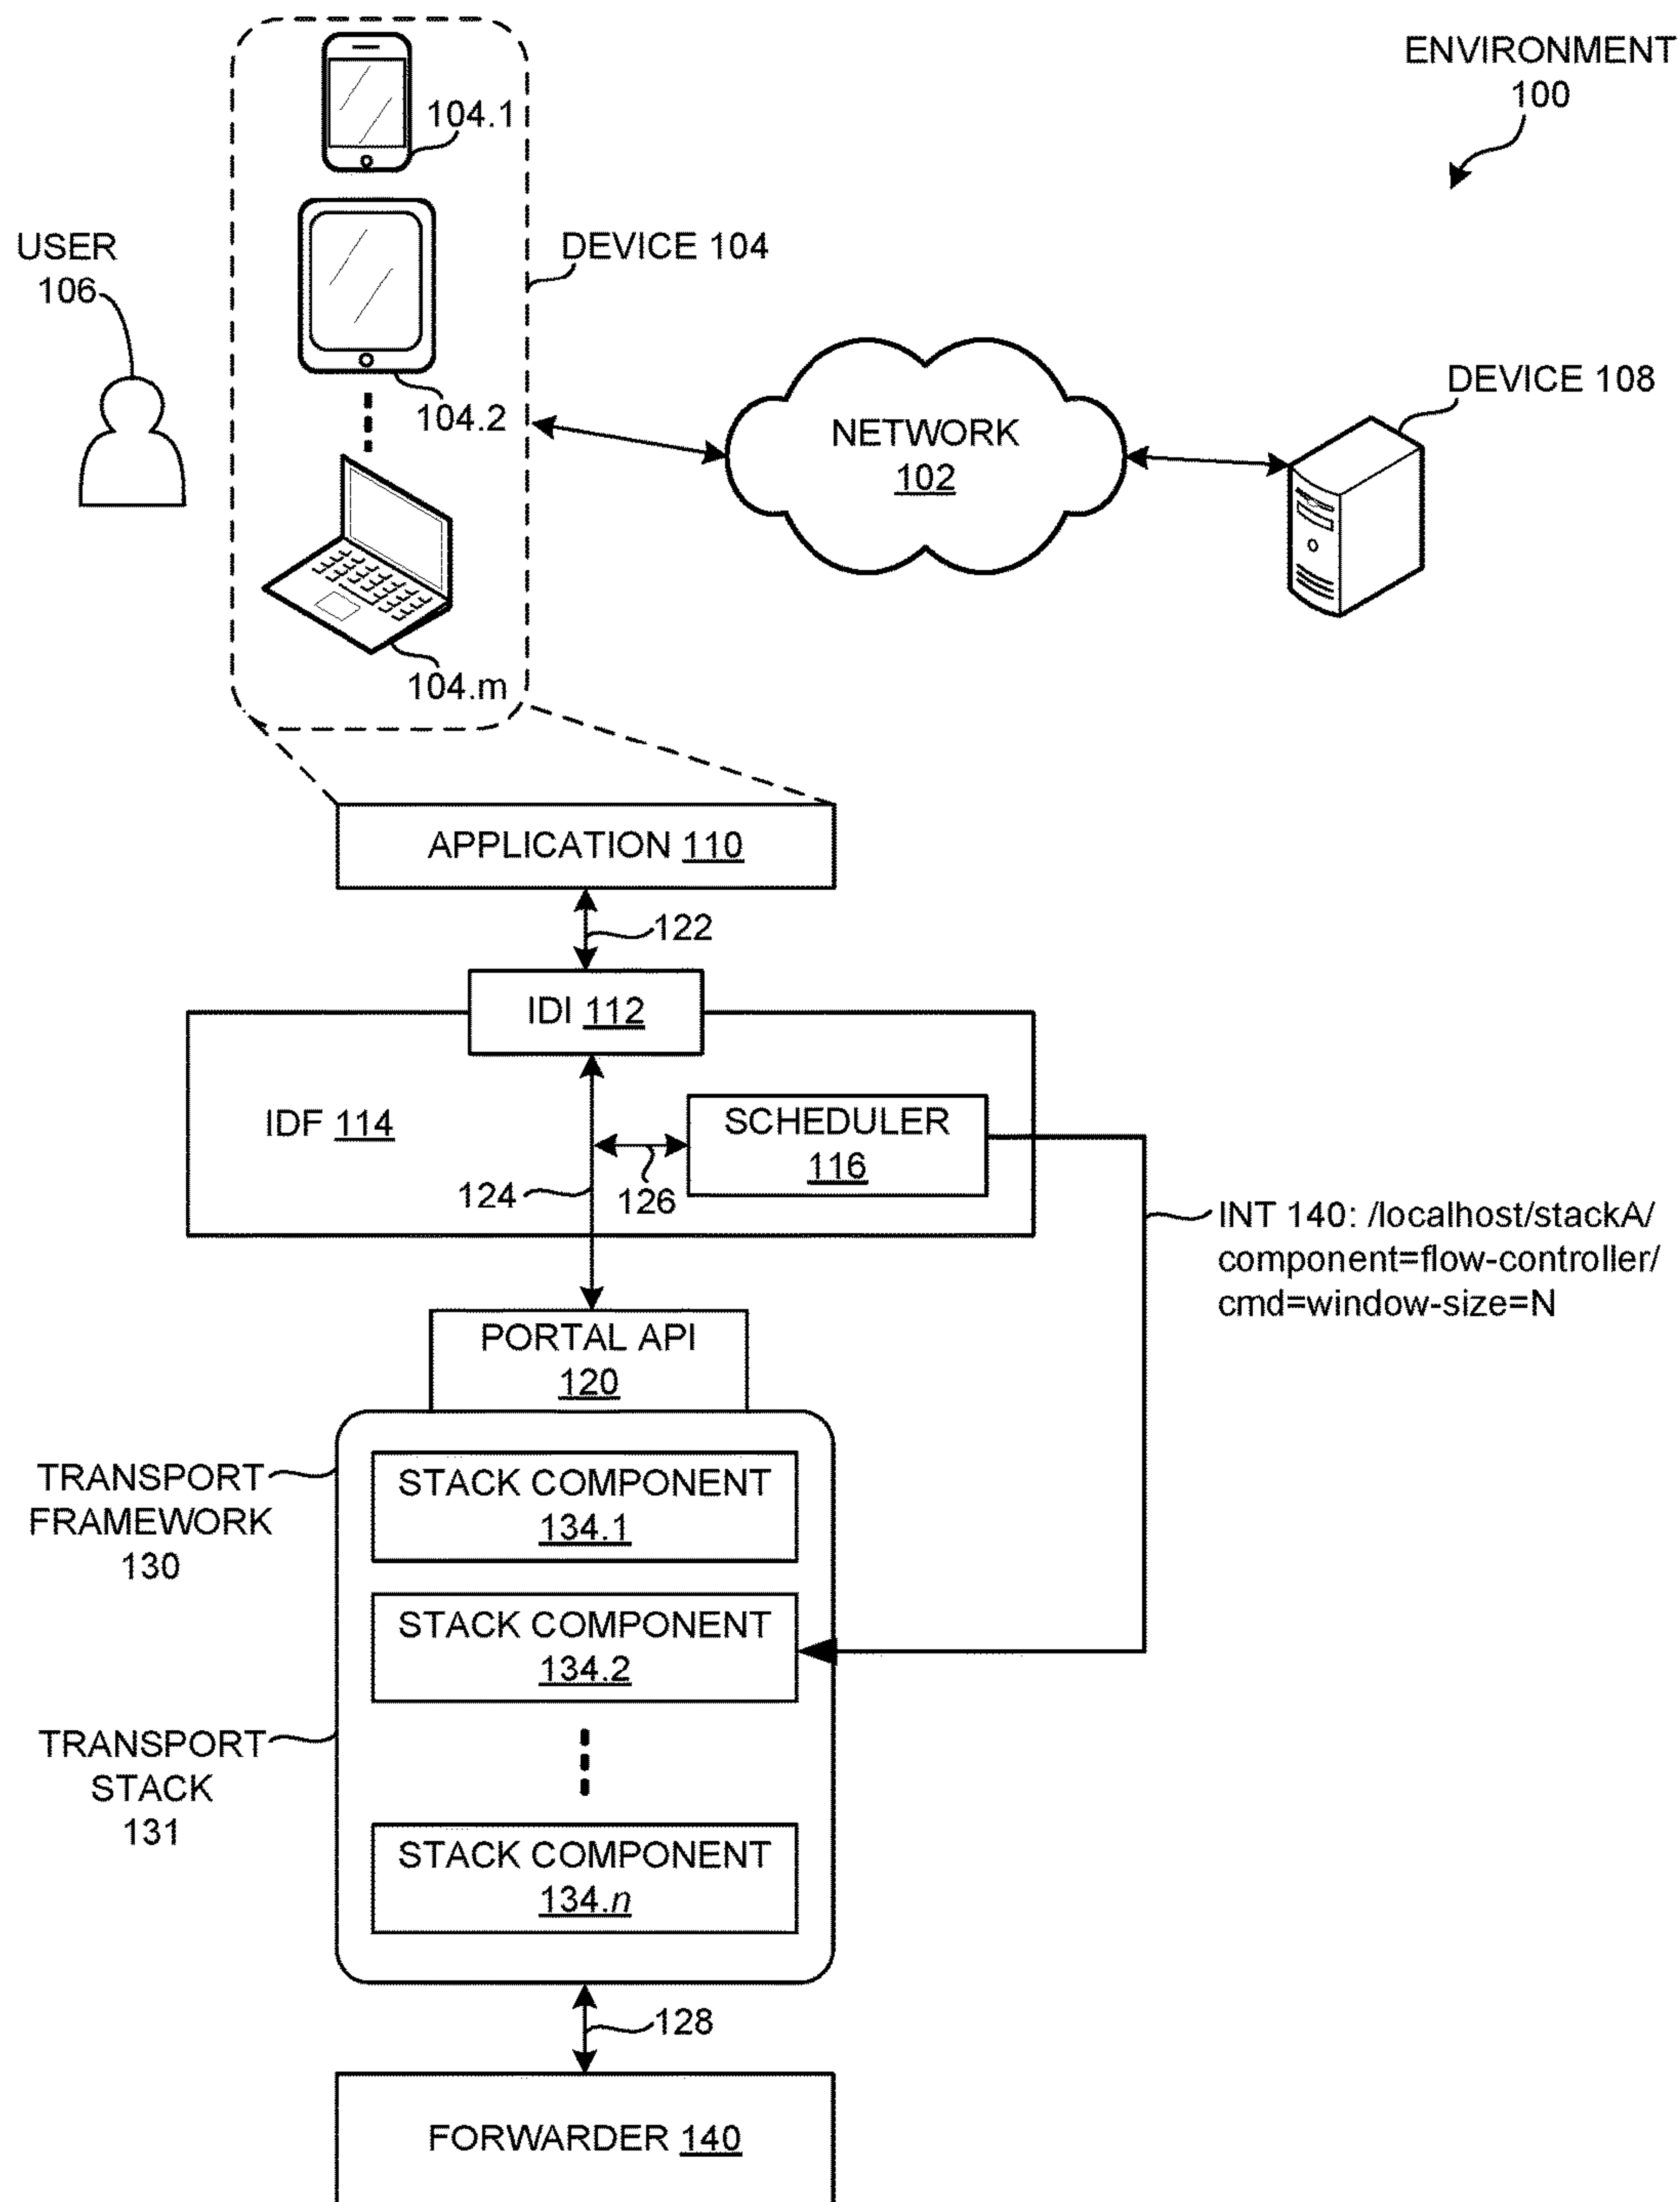 ENVIRONMENT
100
104.1
USER
106
DEVICE 104
104.2
NETWORK
102
DEVICE 108
104.m
APPLICATION 110
122
IDI 112
IDF 114
SCHEDULER
116
124
126
INT 140: /localhost/stackA/
component=flow-controller/
cmd=window-size=N
PORTAL API
120
TRANSPORT
FRAMEWORK
130
STACK COMPONENT
134.1
STACK COMPONENT
134.2
TRANSPORT
STACK
131
STACK COMPONENT
134.n
128
FORWARDER 140